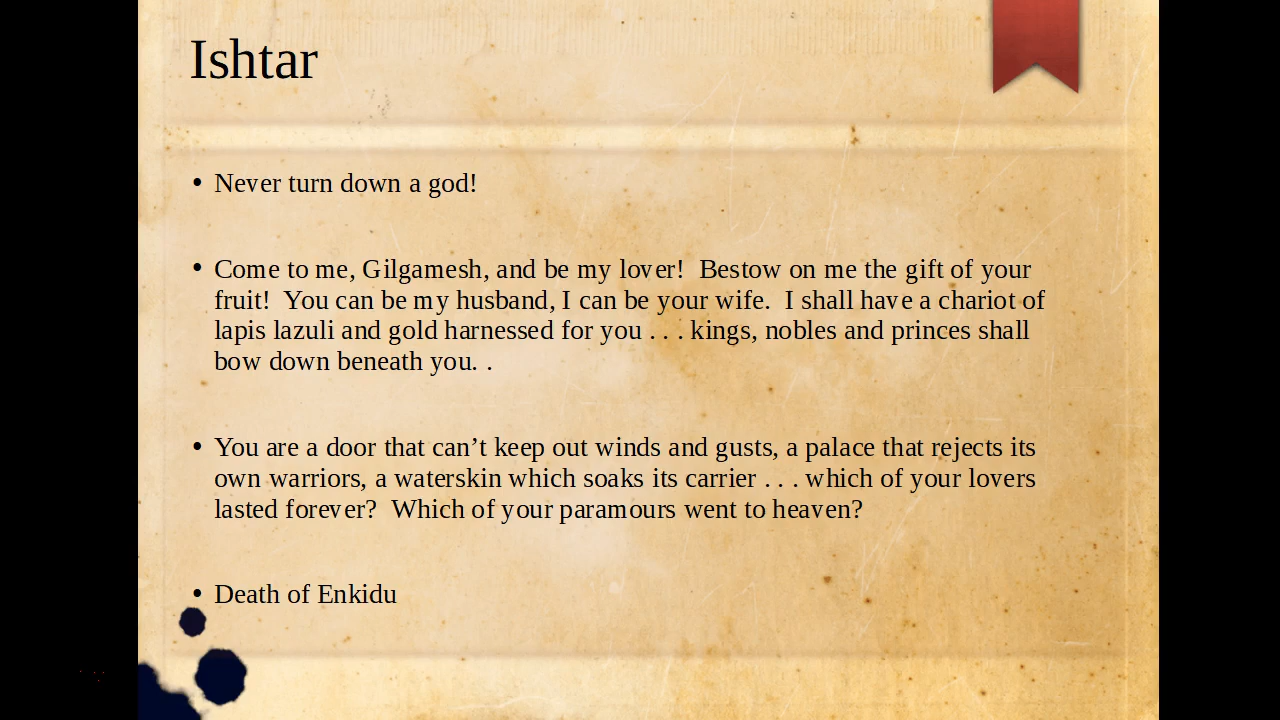 Ishtar
• Never turn down a god!
• Come to me, Gilgamesh, and be my lover!  Bestow on me the gift of your
fruit!  You can be my husband, I can be your wife.  I shall have a chariot of
lapis lazuli and gold harnessed for you . . . kings, nobles and princes shall
bow down beneath you. .
• You are a door that can’t keep out winds and gusts, a palace that rejects its
own warriors, a waterskin which soaks its carrier . . . which of your lovers
lasted forever?  Which of your paramours went to heaven?
• Death of Enkidu